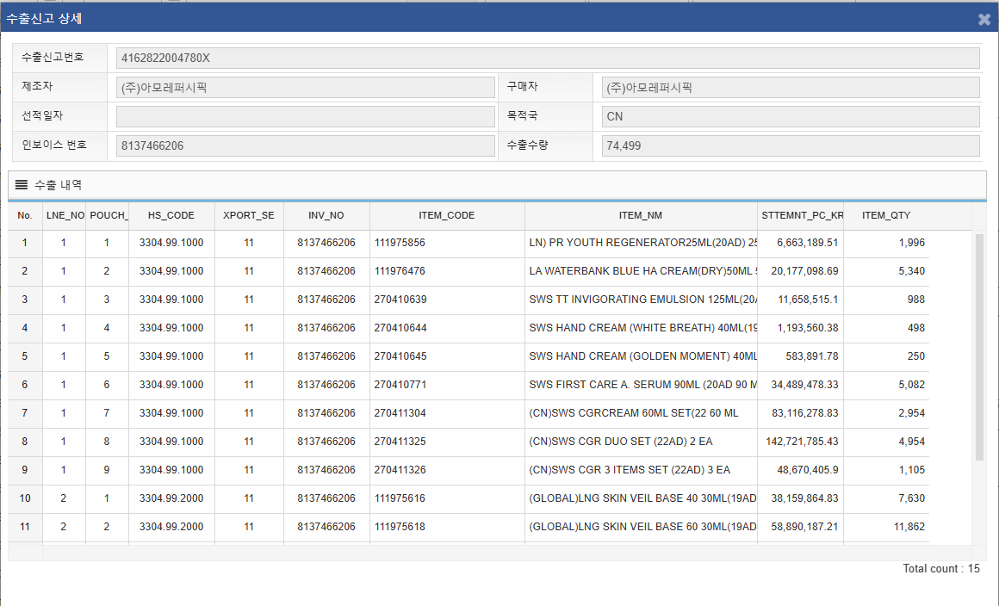 수출신고 상세
수출신고번호 4162822004780X
제조자 (주)아모레퍼시픽 구매자 (주)아모레퍼시픽
선적일자 목적국 CN
인보이스 번호 8137466206 수출수량 74,499
수출 내역
No. LNE_NO POUCH_ HS_CODE XPORT_SE INV_NO ITEM_CODE ITEM_NM STTEMNT_PC_KR ITEM_QTY
1 1 1 3304.99.1000 11 8137466206 111975856 LN) PR YOUTH REGENERATOR25ML(20AD) 25 6,663,189.51 1,996
2 1 2 3304.99.1000 11 8137466206 111976476 LA WATERBANK BLUE HA CREAM(DRY)50ML 20,177,098.69 5,340
3 1 3 3304.99.1000 11 8137466206 270410639 SWS TT INVIGORATING EMULSION 125ML(20A 11,658,515.1 988
4 1 4 3304.99.1000 11 8137466206 270410644 SWS HAND CREAM (WHITE BREATH) 40ML(19 1,193,560.38 498
5 1 5 3304.99.1000 11 8137466206 270410645 SWS HAND CREAM (GOLDEN MOMENT) 40ML 583,891.78 250
6 1 6 3304.99.1000 11 8137466206 270410771 SWS FIRST CARE A. SERUM 90ML (20AD 90 M 34,489,478.33 5,082
7 1 7 3304.99.1000 11 8137466206 270411304 (CN)SWS CGRCREAM 60ML SET(22 60 ML 83,116,278.83 2,954
8 1 8 3304.99.1000 11 8137466206 270411325 (CN)SWS CGR DUO SET (22AD) 2 EA 142,721,785.43 4,954
9 1 9 3304.99.1000 11 8137466206 270411326 (CN)SWS CGR 3 ITEMS SET (22AD) 3 EA 48,670,405.9 1,105
10 2 1 3304.99.2000 11 8137466206 111975616 (GLOBAL)LNG SKIN VEIL BASE 40 30ML(19AD 38,159,864.83 7,630
11 2 2 3304.99.2000 11 8137466206 111975618 (GLOBAL)LNG SKIN VEIL BASE 60 30ML(19AD 58,890,187.21 11,862
Total count : 15